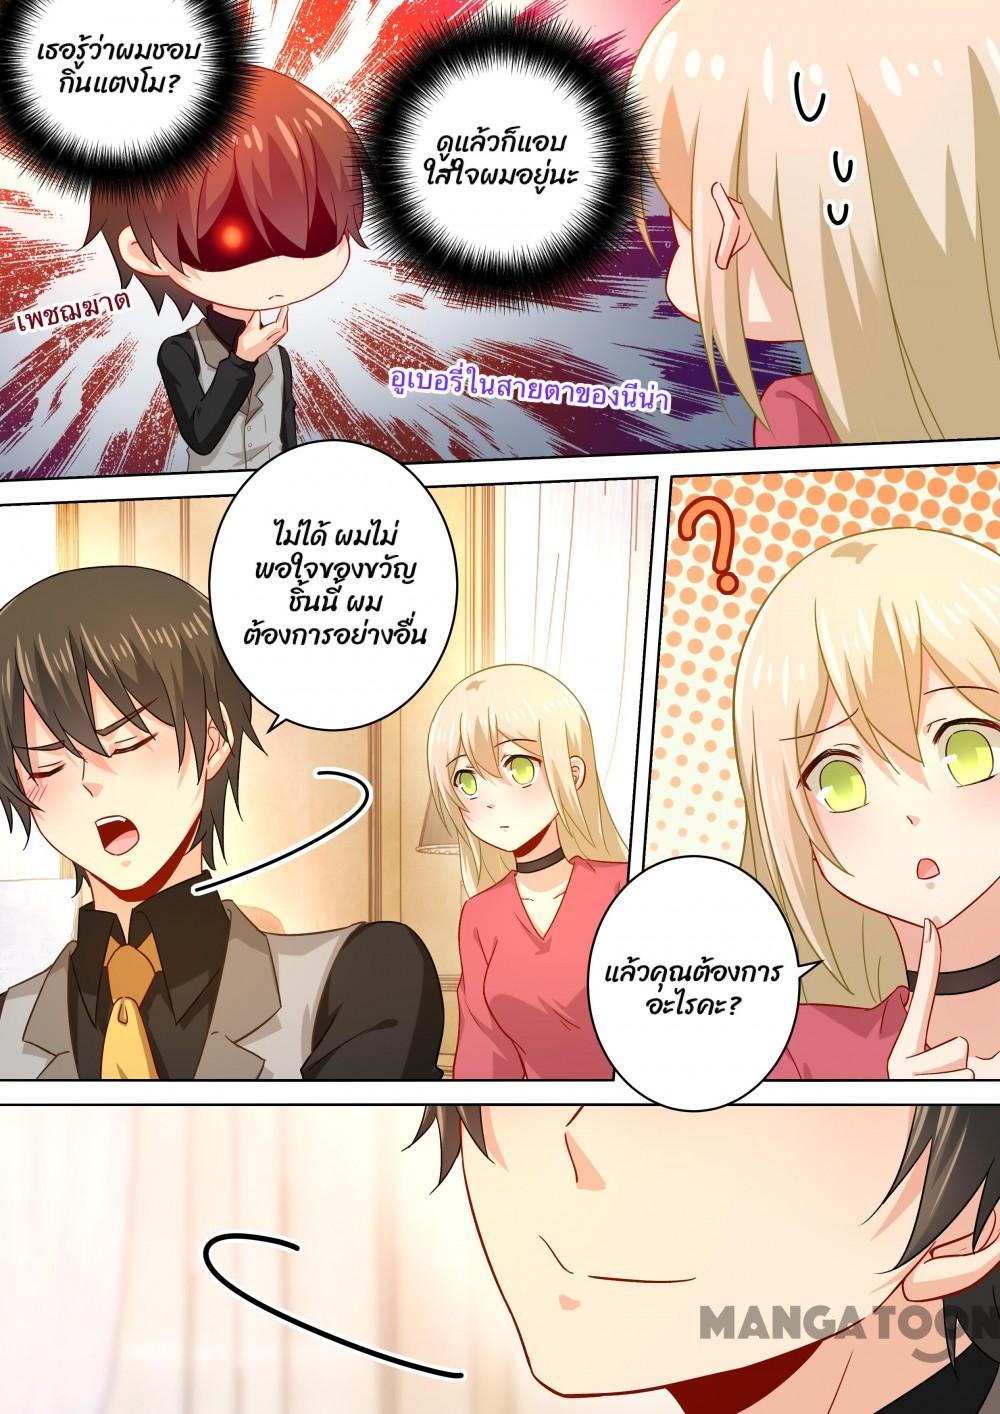 เธอรู้ว่าผมชอบ
กินแตงโม?
ดูแล้วก็แอบ
ใส่ใจผมอยู่นะ
เพชฌฆาต
อูเบอรี่ในสายตาของนีน่า
ไม่ได้ ผมไม่
พอใจของขวัญ
ชิ้นนี้ ผม
ต้องการอย่างอื่น
?
แล้วคุณต้องการ
อะไรคะ?
MANGATOON